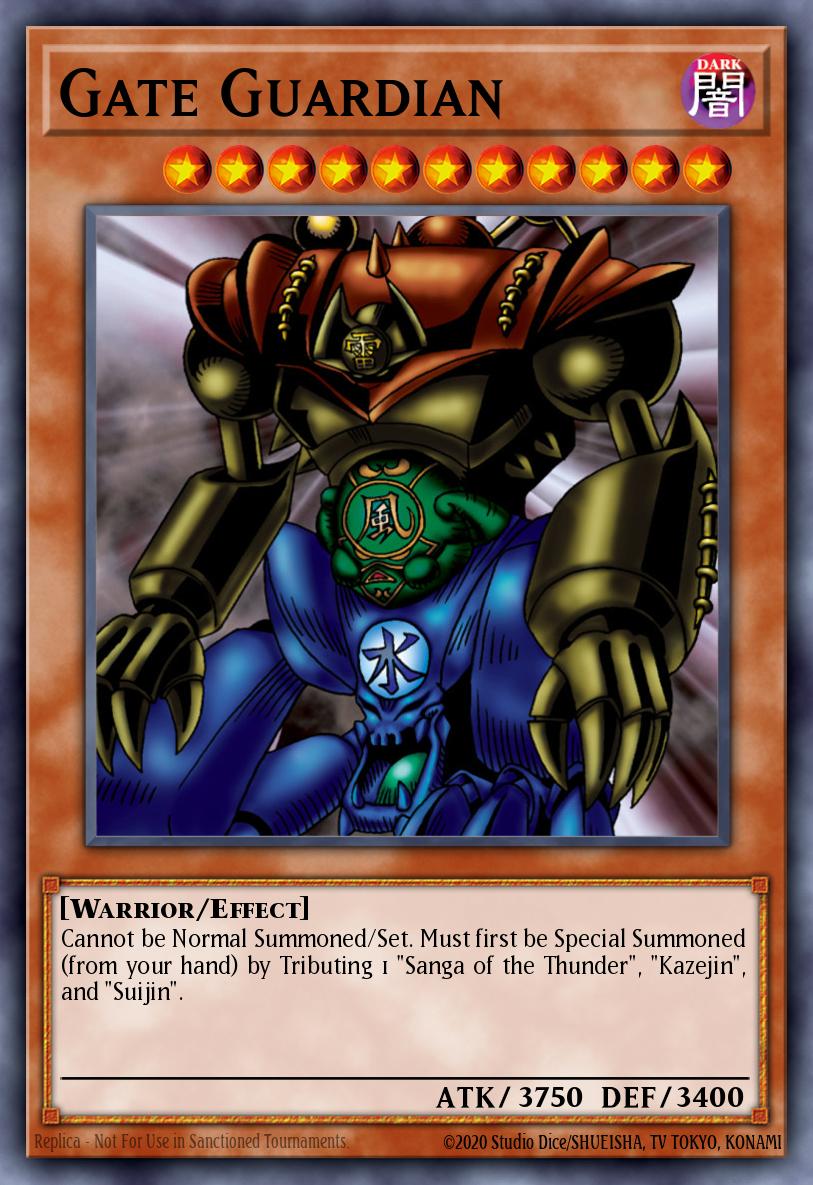 GATE GUARDIAN
DARK
闇
雷
風
水
[WARRIOR/EFFECT]
Cannot be Normal Summoned/Set. Must first be Special Summoned
(from your hand) by Tributing 1 "Sanga of the Thunder", "Kazejin",
and "Suijin".
ATK/ 3750 DEF/3400
Replica - Not For Use in Sanctioned Tournaments.
©2020 Studio Dice/SHUEISHA, TV TOKYO, KONAMI